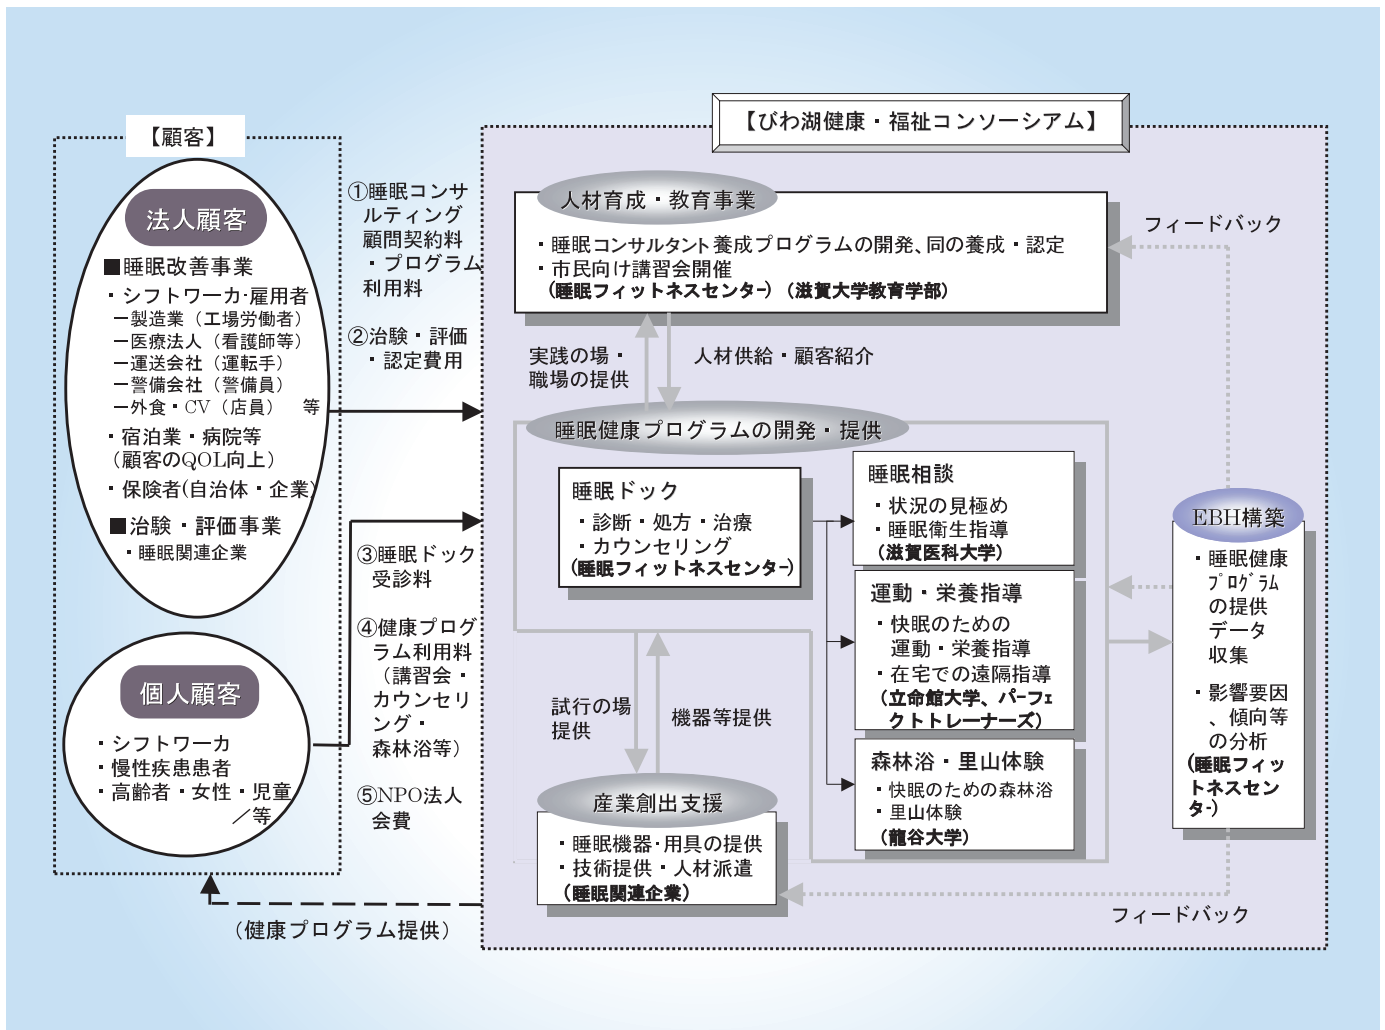 【顧客】
法人顧客
■睡眠改善事業
・シフトワーカ・雇用者
－製造業（工場労働者）
－医療法人（看護師等）
－運送会社（運転手）
－警備会社（警備員）
－外食・CV（店員）　等
・宿泊業・病院等
（顧客のQOL向上）
・保険者(自治体・企業)
■治験・評価事業
・睡眠関連企業
個人顧客
・シフトワーカ
・慢性疾患患者
・高齢者・女性・児童
／等
①睡眠コンサ
ルティング
顧問契約料
・プログラム
利用料
②治験・評価
・認定費用
③睡眠ドック
受診料
④健康プログ
ラム利用料
（講習会・
カウンセリ
ング・
森林浴等）
⑤NPO法人
会費
（健康プログラム提供）
【びわ湖健康・福祉コンソーシアム】
人材育成・教育事業
・睡眠コンサルタント養成プログラムの開発、同の養成・認定
・市民向け講習会開催
(睡眠フィットネスセンター)（滋賀大学教育学部）
実践の場・
職場の提供
人材供給・顧客紹介
睡眠健康プログラムの開発・提供
睡眠ドック
・診断・処方・治療
・カウンセリング
(睡眠フィットネスセンター)
睡眠相談
・状況の見極め
・睡眠衛生指導
（滋賀医科大学）
運動・栄養指導
・快眠のための
運動・栄養指導
・在宅での遠隔指導
（立命館大学、パーフェ
クトトレーナーズ）
森林浴・里山体験
・快眠のための森林浴
・里山体験
（龍谷大学）
試行の場
提供
機器等提供
産業創出支援
・睡眠機器・用具の提供
・技術提供・人材派遣
（睡眠関連企業）
フィードバック
EBH構築
・睡眠健康
プログラム
の提供
データ
収集
・影響要因
、傾向等
の分析
(睡眠フィッ
トネスセン
ター)
フィードバック